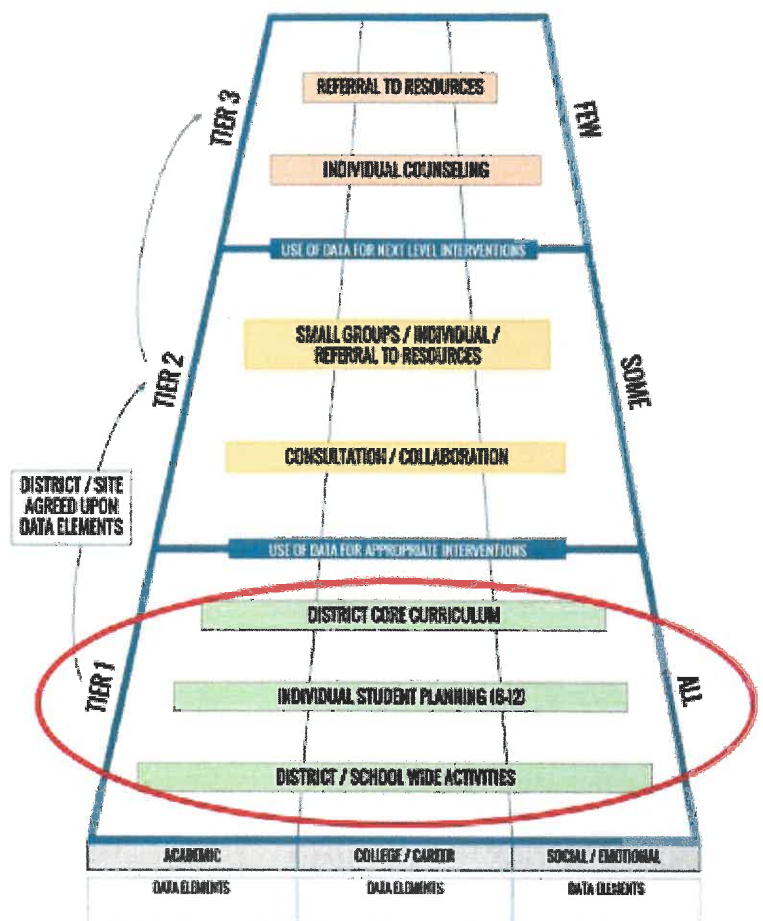 REFERRAL TO RESOURCES
TIER 3
FEW
INDIVIDUAL COUNSELING
USE OF DATA FOR NEXT LEVEL INTERVENTIONS
SMALL GROUPS / INDIVIDUAL /
REFERRAL TO RESOURCES
TIER 2
SOME
CONSULTATION / COLLABORATION
DISTRICT / SITE
AGREED UPON
DATA ELEMENTS
USE OF DATA FOR APPROPRIATE INTERVENTIONS
DISTRICT CORE CURRICULUM
TIER 1
ALL
INDIVIDUAL STUDENT PLANNING (6-12)
DISTRICT / SCHOOL WIDE ACTIVITIES
ACADEMIC
COLLEGE / CAREER
SOCIAL / EMOTIONAL
DATA ELEMENTS
DATA ELEMENTS
DATA ELEMENTS